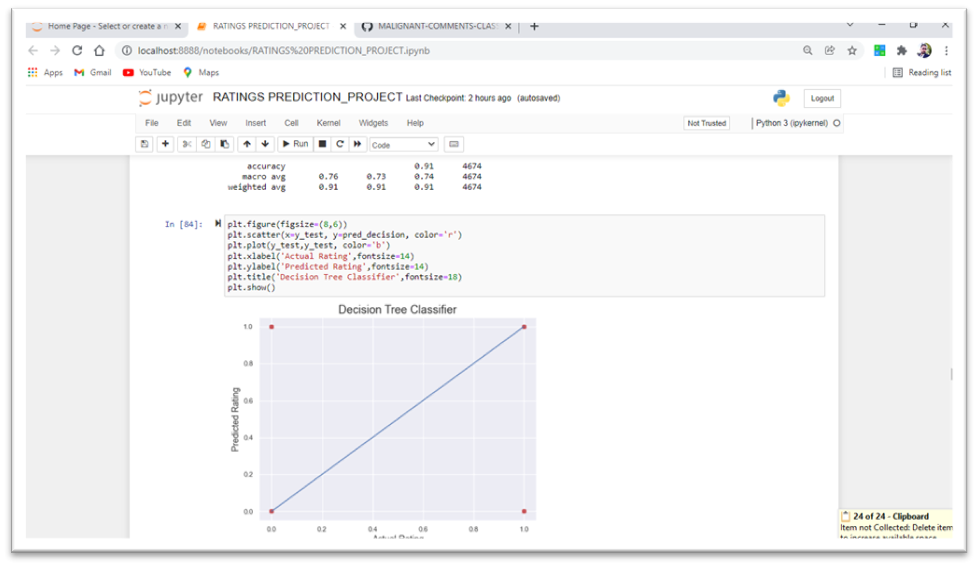 Home Page - Select or create a n
RATINGS PREDICTION_PROJECT
MALIGNANT-COMMENTS-CLAS
localhost:8888/notebooks/RATINGS%20PREDICTION_PROJECT.ipynb
Apps Gmail YouTube Maps Reading list
jupyter RATINGS PREDICTION_PROJECT Last Checkpoint: 2 hours ago (autosaved) Logout
File Edit View Insert Cell Kernel Widgets Help Not Trusted Python 3 (ipykernel)
Run Code
accuracy 0.91 4674
macro avg 0.76 0.73 0.74 4674
weighted avg 0.91 0.91 0.91 4674
In [84]:
plt.figure(figsize=(8,6))
plt.scatter(x=y_test, y=pred_decision, color='r')
plt.plot(y_test,y_test, color='b')
plt.xlabel('Actual Rating',fontsize=14)
plt.ylabel('Predicted Rating',fontsize=14)
plt.title('Decision Tree Classifier',fontsize=18)
plt.show()
Decision Tree Classifier
1.0
0.8
0.6
0.4
0.2
0.0
Predicted Rating
0.0 0.2 0.4 0.6 0.8 1.0
Actual Rating
24 of 24 - Clipboard
Item not Collected: Delete item
to increase available space